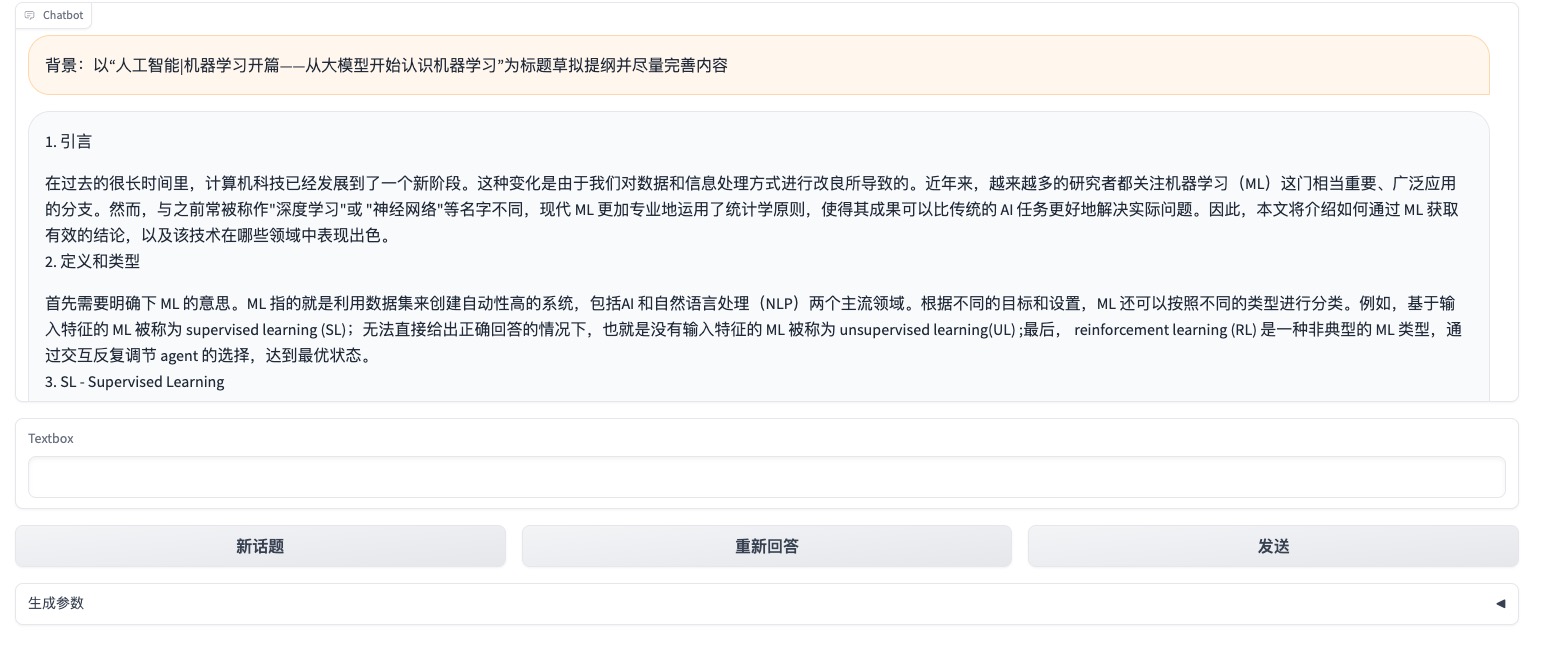 Chatbot
背景：以“人工智能|机器学习开篇——从大模型开始认识机器学习”为标题草拟提纲并尽量完善内容
1. 引言
在过去的很长时间里，计算机科技已经发展到了一个新阶段。这种变化是由于我们对数据和信息处理方式进行改良所导致的。近年来，越来越多的研究者都关注机器学习（ML）这门相当重要、广泛应用
的分支。然而，与之前常被称作"深度学习"或 "神经网络"等名字不同，现代 ML 更加专业地运用了统计学原则，使得其成果可以比传统的 AI 任务更好地解决实际问题。因此，本文将介绍如何通过 ML 获取
有效的结论，以及该技术在哪些领域中表现出色。
2. 定义和类型
首先需要明确下 ML 的意思。ML 指的就是利用数据集来创建自动性高的系统，包括AI 和自然语言处理（NLP）两个主流领域。根据不同的目标和设置，ML 还可以按照不同的类型进行分类。例如，基于输
入特征的 ML 被称为 supervised learning (SL)；无法直接给出正确回答的情况下，也就是没有输入特征的 ML 被称为 unsupervised learning(UL) ;最后， reinforcement learning (RL) 是一种非典型的 ML 类型，通
过交互反复调节 agent 的选择，达到最优状态。
3. SL - Supervised Learning
Textbox
新话题
重新回答
发送
生成参数